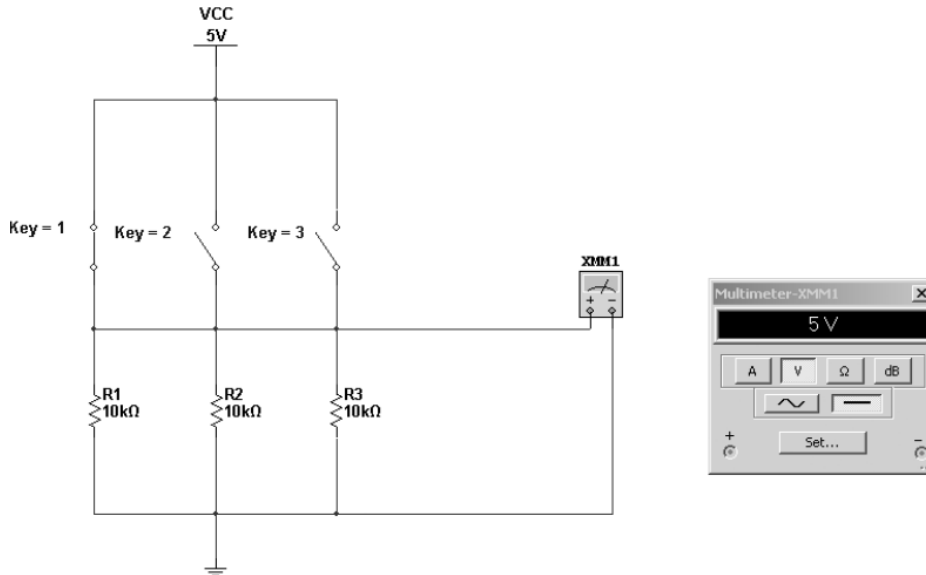 VCC
5V
Key = 1
Key = 2
Key = 3
XMM1
+ −
R1
10kΩ
R2
10kΩ
R3
10kΩ
Multimeter-XMM1
5 V
A V Ω dB
+ −
Set...